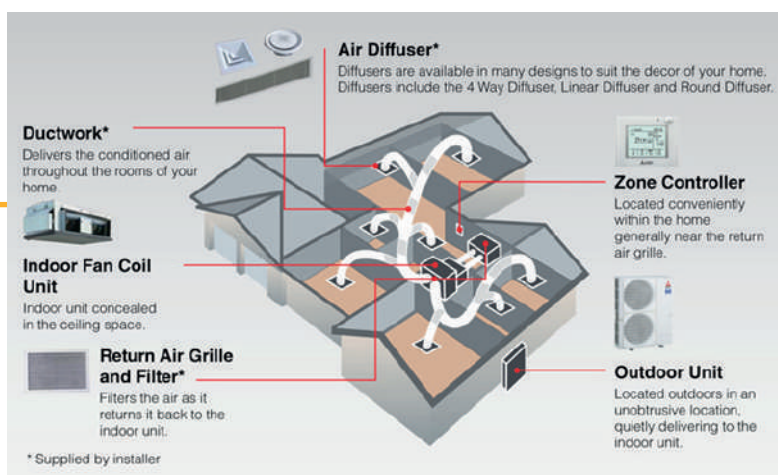 Air Diffuser*
Diffusers are available in many designs to suit the decor of your home.
Diffusers include the 4 Way Diffuser, Linear Diffuser and Round Diffuser.
Ductwork*
Delivers the conditioned air
throughout the rooms of your
home.
Zone Controller
Located conveniently
within the home
generally near the return
air grille.
Indoor Fan Coil
Unit
Indoor unit concealed
in the ceiling space.
Return Air Grille
and Filter*
Filters the air as it
returns it back to the
indoor unit.
Outdoor Unit
Located outdoors in an
unobtrusive location,
quietly delivering to the
indoor unit.
* Supplied by installer